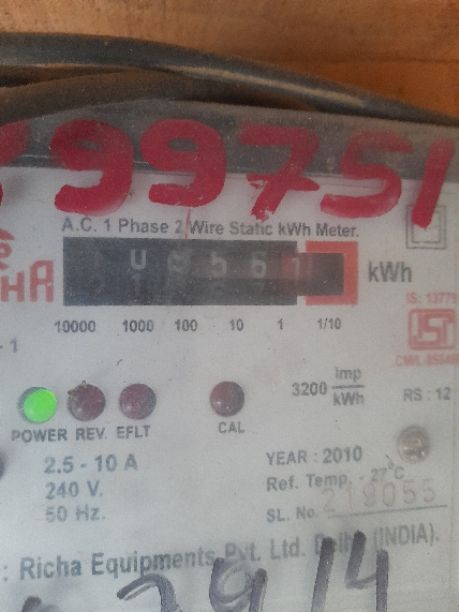 99751
A.C. 1 Phase 2 Wire Static kWh Meter.
kWh
10000 1000 100 10 1 1/10
IS: 13779
3200 imp/kWh
RS : 12
POWER REV. EFLT CAL
2.5 - 10 A
240 V.
50 Hz.
YEAR : 2010
Ref. Temp. - 27°C
SL. No. 219055
: Richa Equipments Pvt. Ltd. Delhi (INDIA).